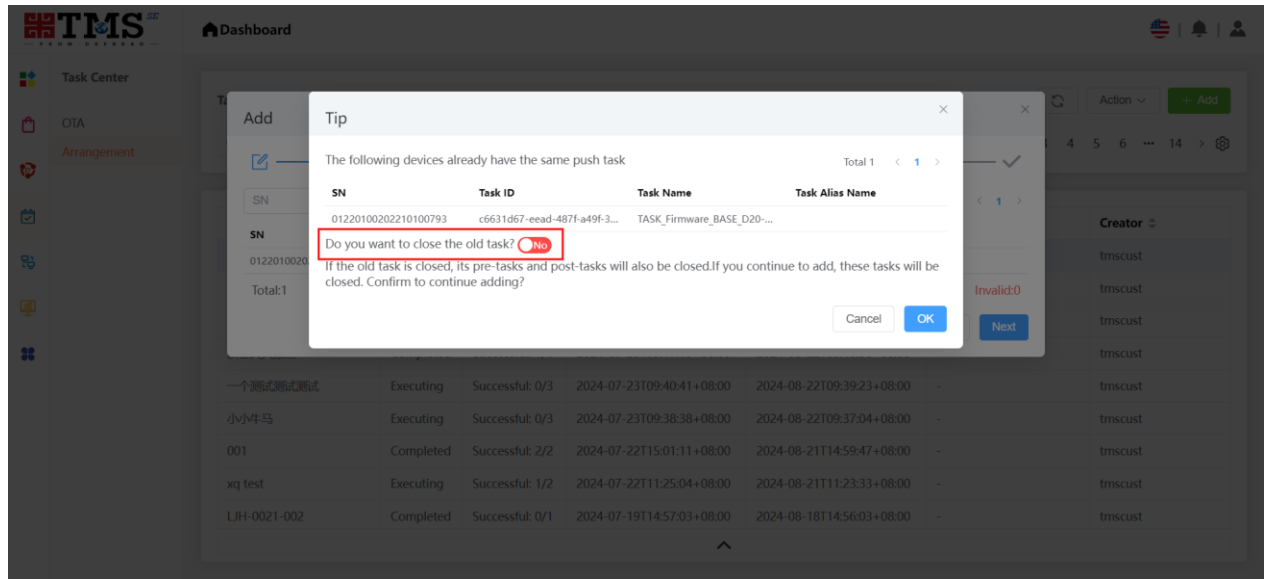 TMS SE
Dashboard
Task Center
OTA
Arrangement
Action
+ Add
4 5 6 ••• 14
Add
Tip
The following devices already have the same push task
Total 1 < 1 >
SN
< 1 >
SN Task ID Task Name Task Alias Name
01220100202210100793 c6631d67-eead-487f-a49f-3... TASK_Firmware_BASE_D20-...
SN
Creator
Do you want to close the old task? No
0122010020
tmscust
If the old task is closed, its pre-tasks and post-tasks will also be closed.If you continue to add, these tasks will be
closed. Confirm to continue adding?
Total:1
Invalid:0
tmscust
Cancel OK
Next
tmscust
tmscust
一个测试测试测试 Executing Successful: 0/3 2024-07-23T09:40:41+08:00 2024-08-22T09:39:23+08:00 - tmscust
小小牛马 Executing Successful: 0/3 2024-07-23T09:38:38+08:00 2024-08-22T09:37:04+08:00 - tmscust
001 Completed Successful: 2/2 2024-07-22T15:01:11+08:00 2024-08-21T14:59:47+08:00 - tmscust
xq test Executing Successful: 1/2 2024-07-22T11:25:04+08:00 2024-08-21T11:23:33+08:00 - tmscust
LJH-0021-002 Completed Successful: 0/1 2024-07-19T14:57:03+08:00 2024-08-18T14:56:03+08:00 - tmscust